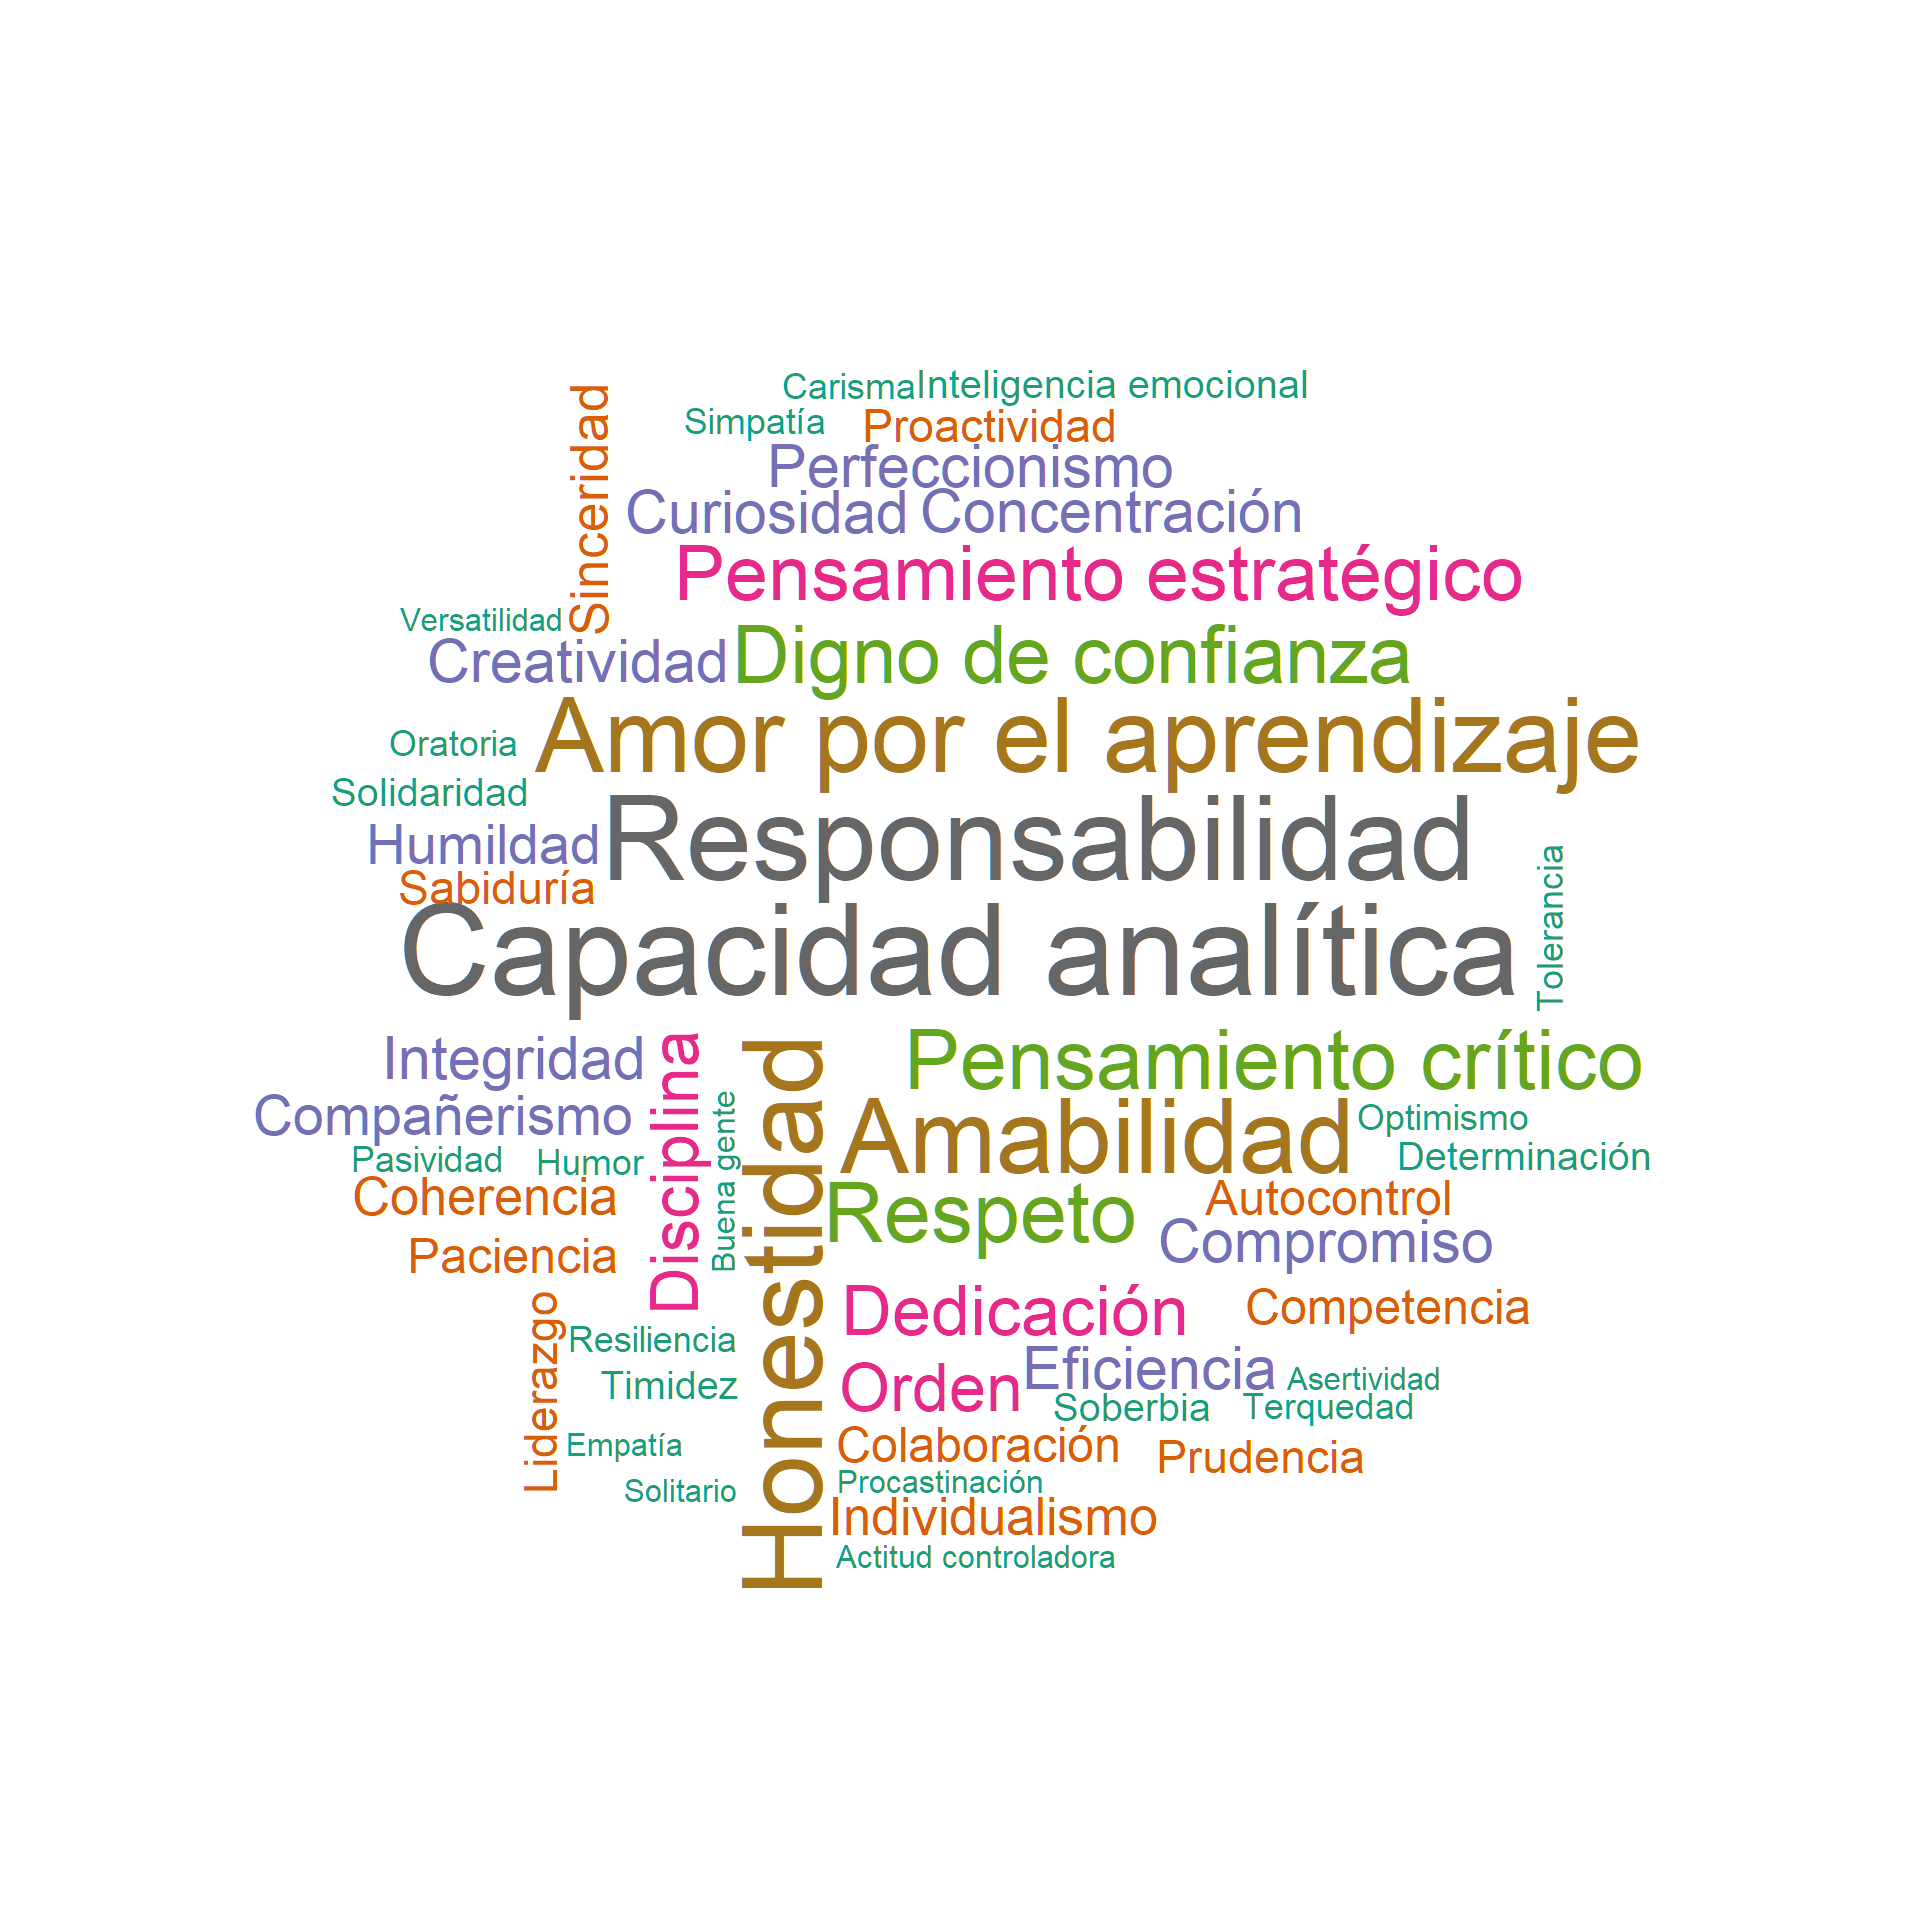 Carisma
Inteligencia emocional
Simpatía
Proactividad
Sinceridad
Perfeccionismo
Curiosidad
Concentración
Pensamiento estratégico
Versatilidad
Creatividad
Digno de confianza
Oratoria
Amor por el aprendizaje
Solidaridad
Humildad
Responsabilidad
Sabiduría
Capacidad analítica
Tolerancia
Integridad
Disciplina
Honestidad
Pensamiento crítico
Compañerismo
Buena gente
Amabilidad
Optimismo
Pasividad
Humor
Determinación
Coherencia
Respeto
Autocontrol
Paciencia
Compromiso
Liderazgo
Dedicación
Competencia
Resiliencia
Timidez
Orden
Eficiencia
Asertividad
Soberbia
Terquedad
Empatía
Colaboración
Prudencia
Solitario
Procastinación
Individualismo
Actitud controladora